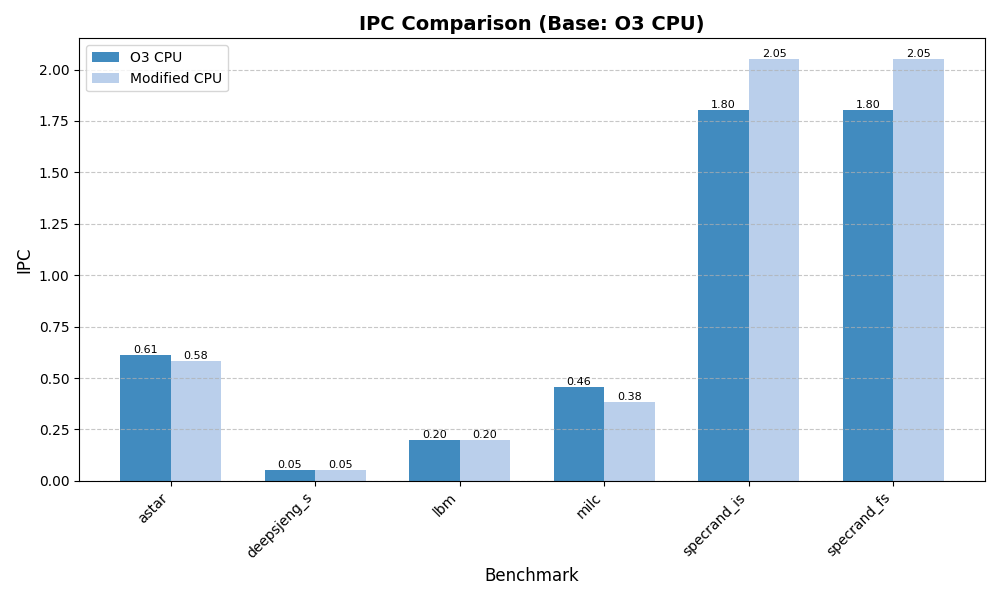 IPC Comparison (Base: O3 CPU)
O3 CPU
Modified CPU
IPC
2.00
1.75
1.50
1.25
1.00
0.75
0.50
0.25
0.00
0.61
0.58
0.05
0.05
0.20
0.20
0.46
0.38
1.80
2.05
1.80
2.05
astar
deepsjeng_s
lbm
milc
specrand_is
specrand_fs
Benchmark